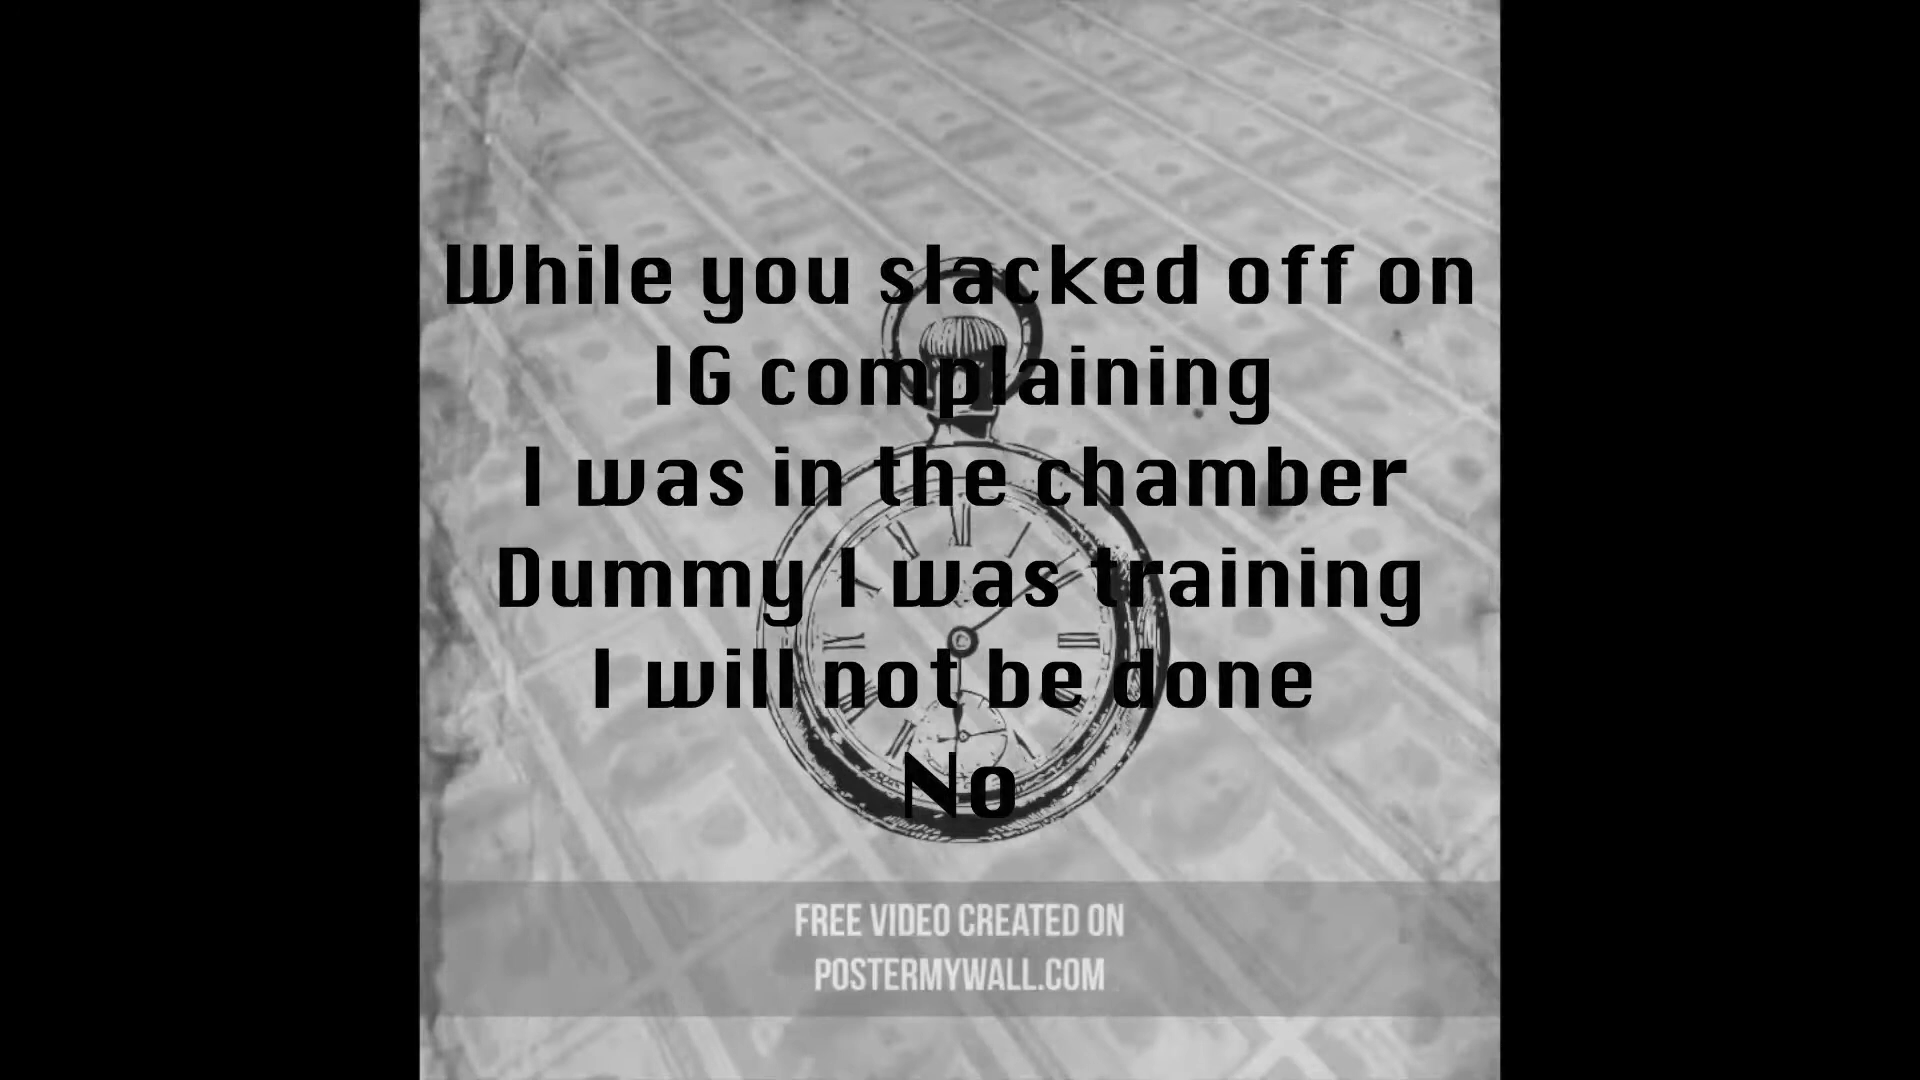 While you slacked off on
IG complaining
I was in the chamber
Dummy I was training
I will not be done
No
FREE VIDEO CREATED ON
POSTERMYWALL.COM